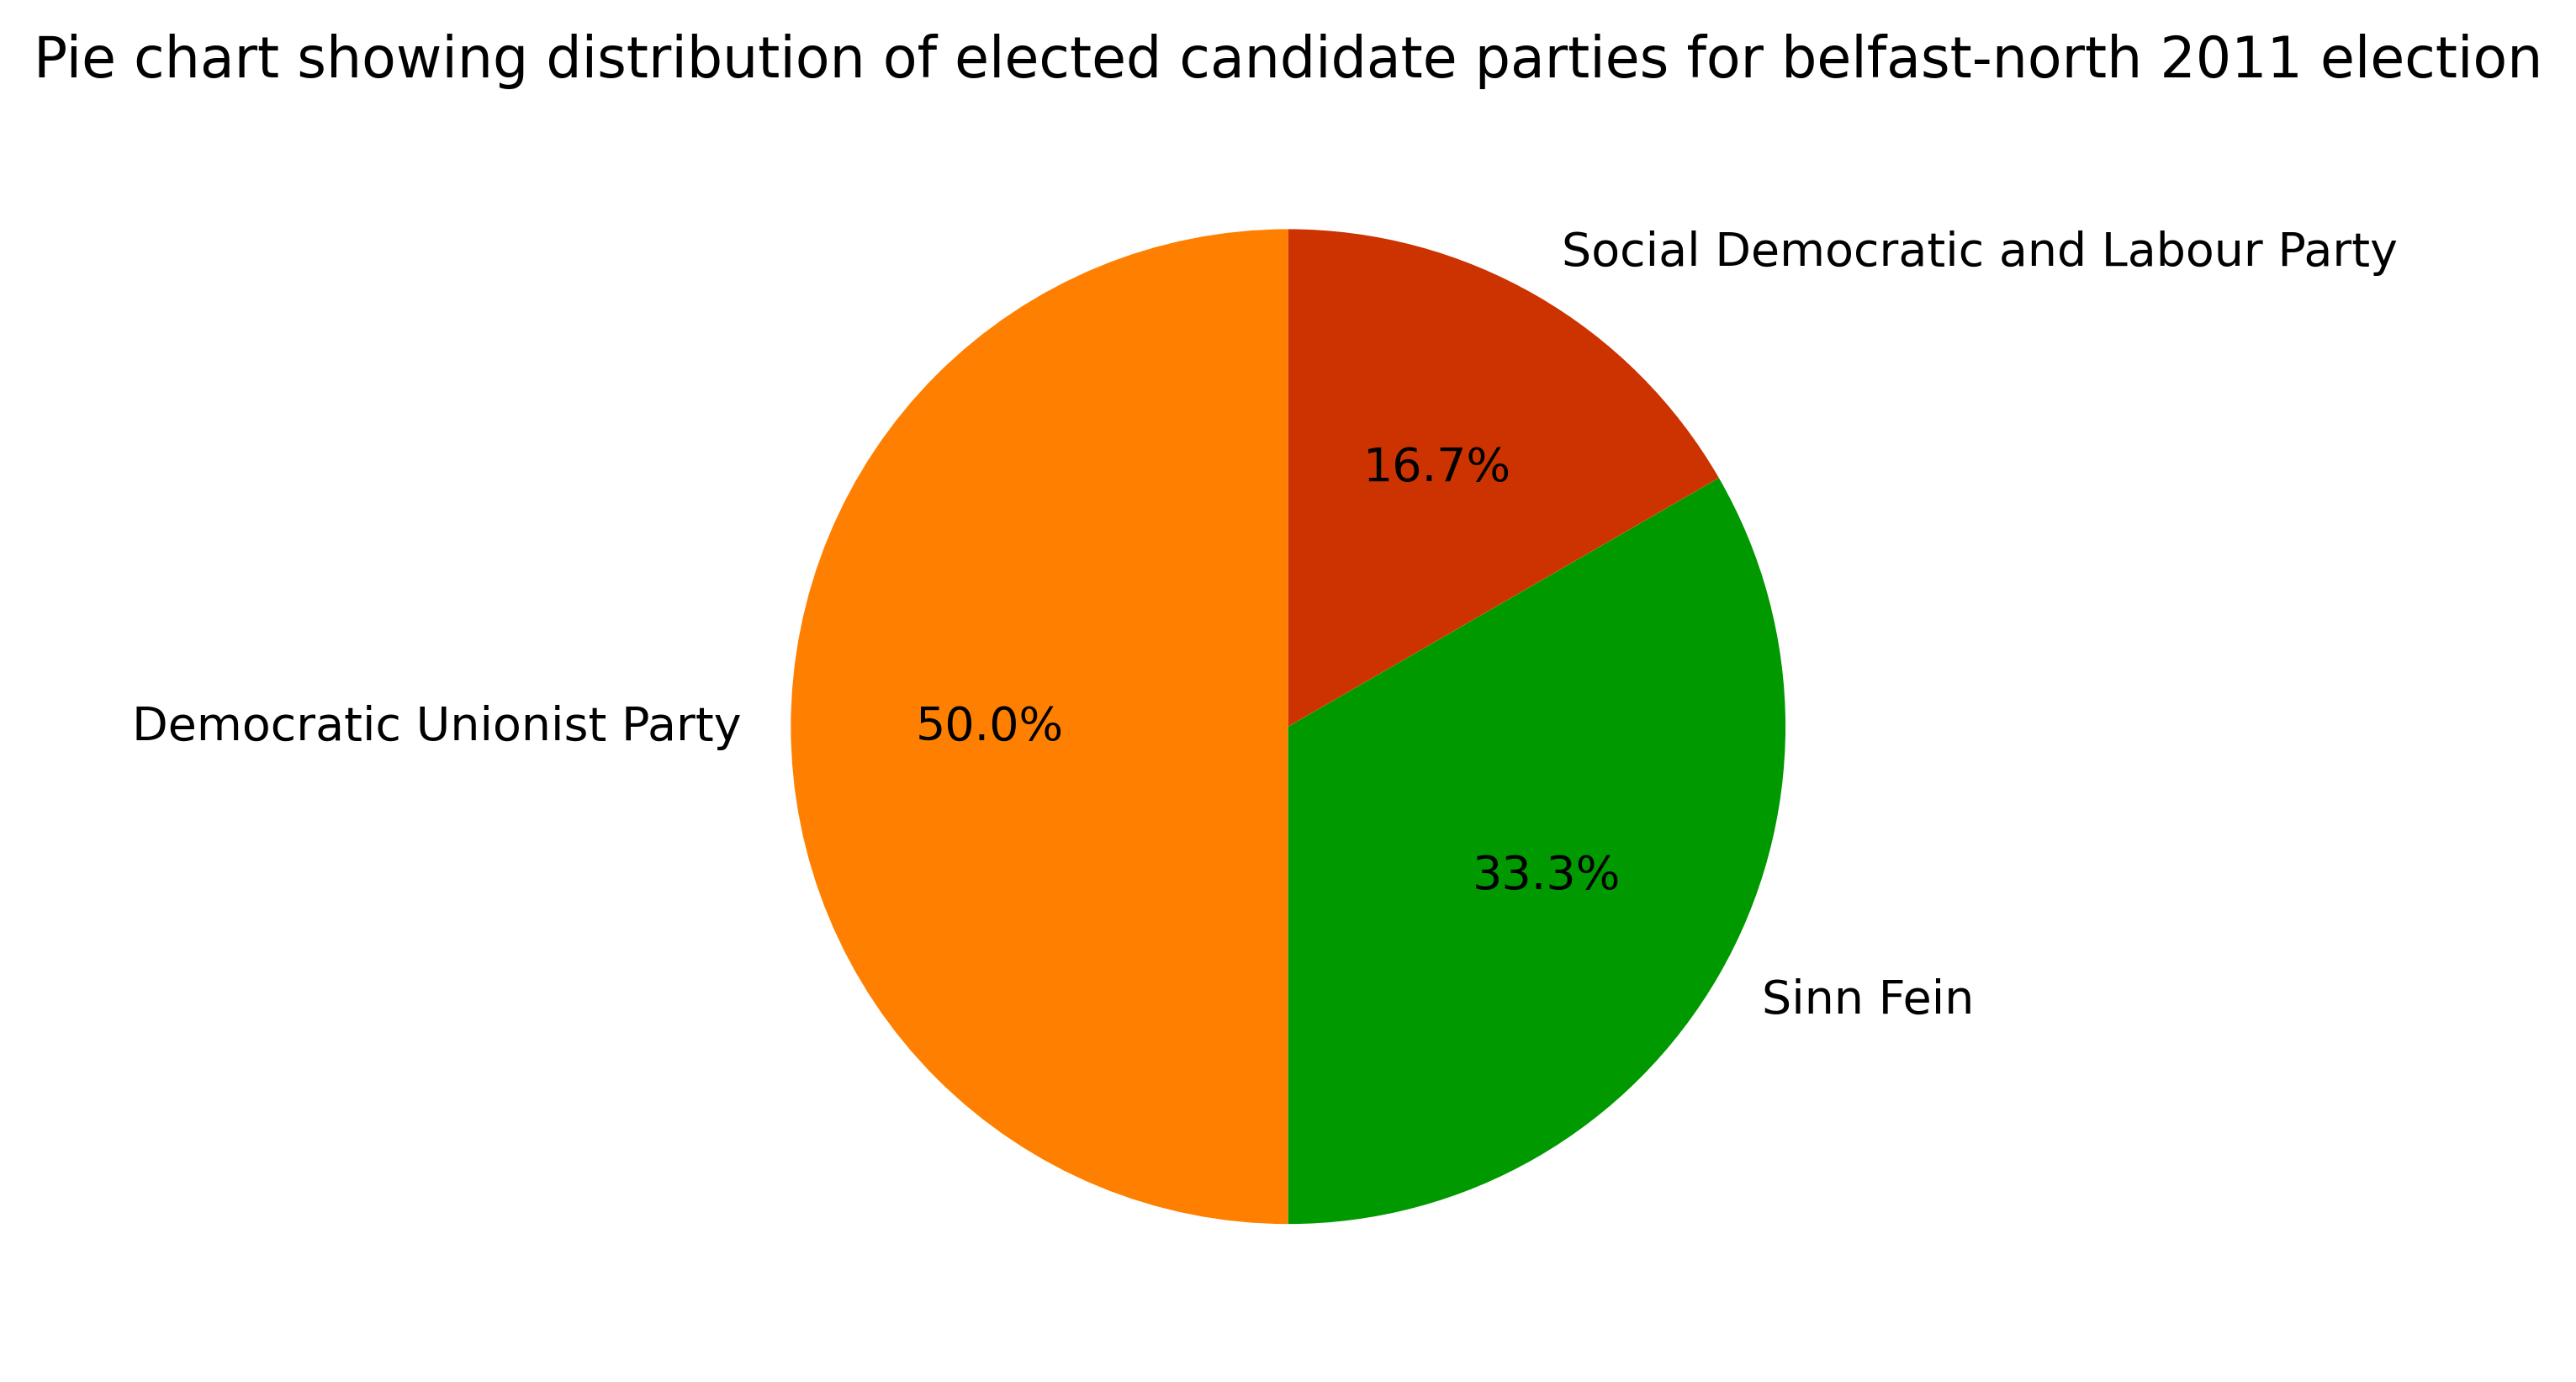 Pie chart showing distribution of elected candidate parties for belfast-north 2011 election
Social Democratic and Labour Party
16.7%
Democratic Unionist Party
50.0%
33.3%
Sinn Fein